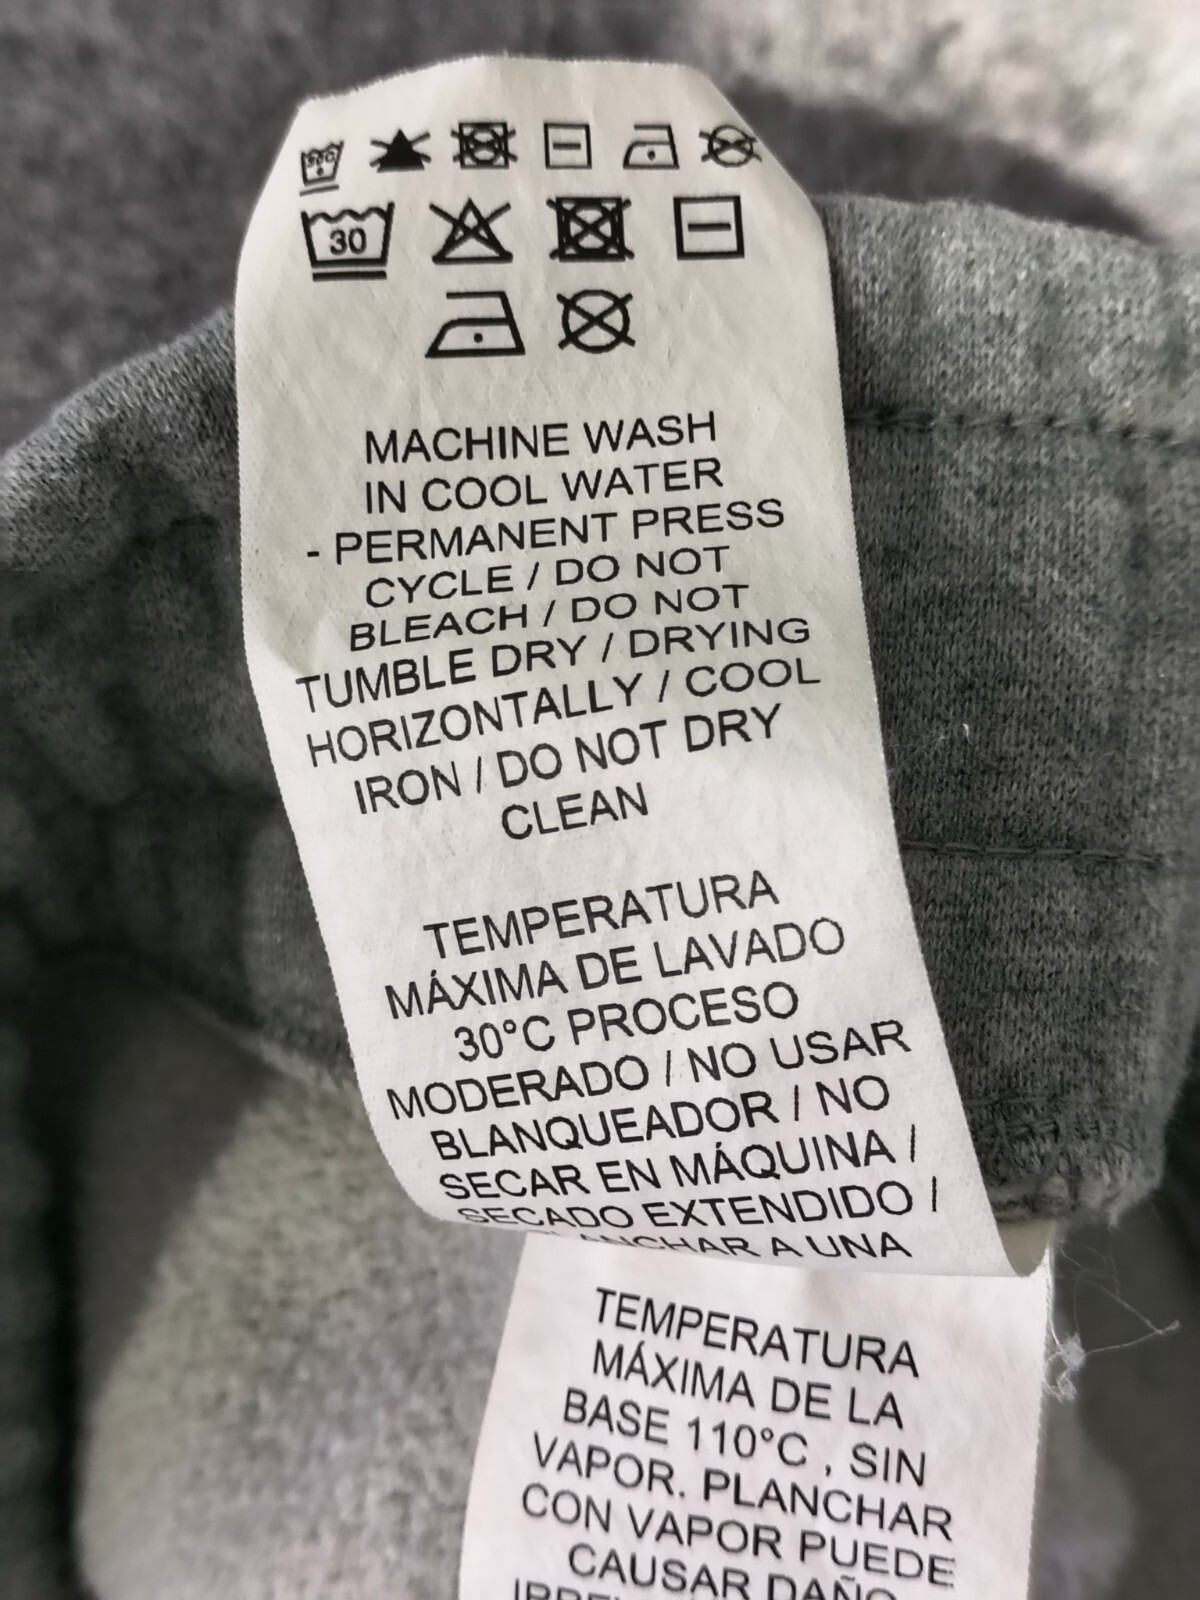 30
MACHINE WASH
IN COOL WATER
- PERMANENT PRESS
CYCLE / DO NOT
BLEACH / DO NOT
TUMBLE DRY / DRYING
HORIZONTALLY / COOL
IRON / DO NOT DRY
CLEAN
TEMPERATURA
MÁXIMA DE LAVADO
30°C PROCESO
MODERADO / NO USAR
BLANQUEADOR / NO
SECAR EN MÁQUINA /
SECADO EXTENDIDO /
PLANCHAR A UNA
TEMPERATURA
MÁXIMA DE LA
BASE 110°C , SIN
VAPOR. PLANCHAR
CON VAPOR PUEDE
CAUSAR DAÑO